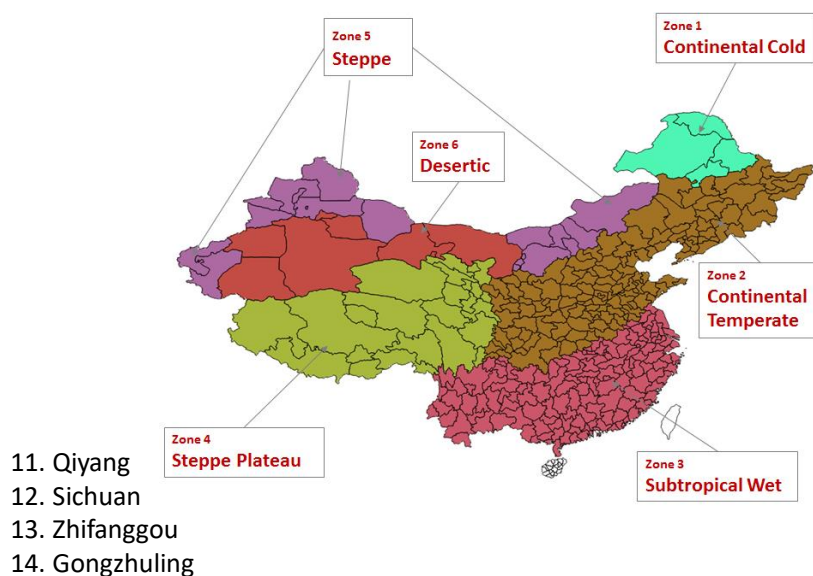 Zone 5
Steppe
Zone 1
Continental Cold
Zone 6
Desertic
Zone 2
Continental
Temperate
Zone 4
Steppe Plateau
Zone 3
Subtropical Wet
11. Qiyang
12. Sichuan
13. Zhifanggou
14. Gongzhuling